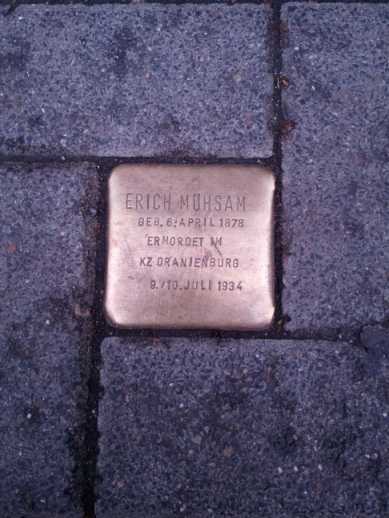 ERICH MÜHSAM
GEB. 6. APRIL 1878
ERMORDET IM
KZ ORANIENBURG
9./10. JULI 1934